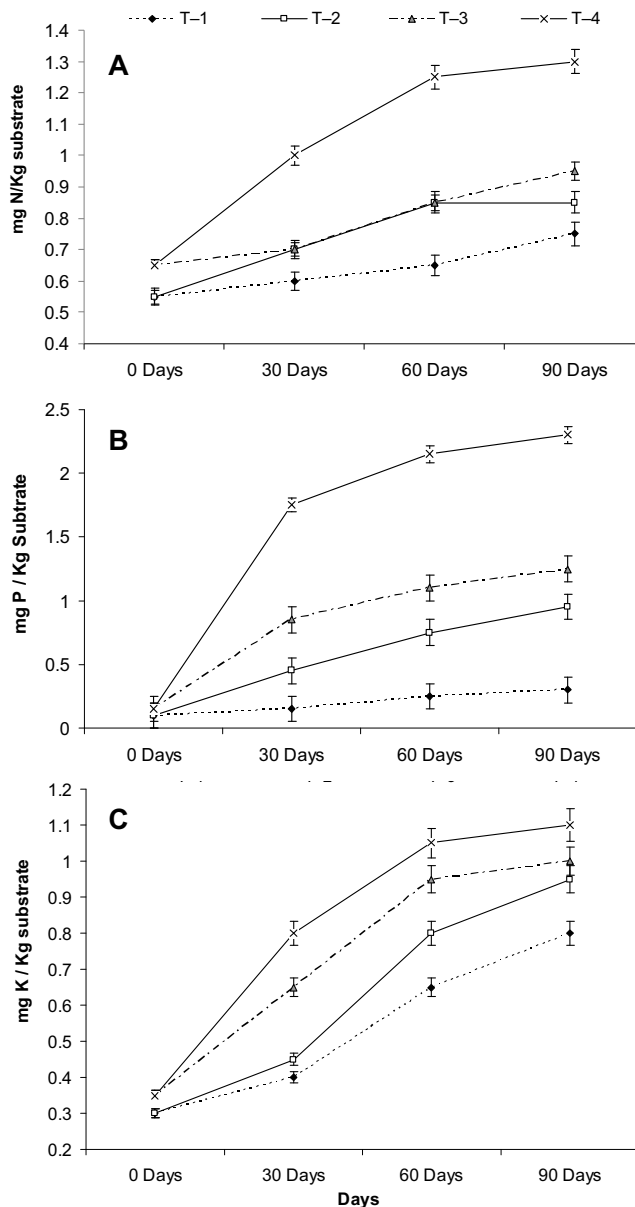 T–1 T–2 T–3 T–4
A
mg N/Kg substrate
1.4
1.3
1.2
1.1
1
0.9
0.8
0.7
0.6
0.5
0.4
0 Days 30 Days 60 Days 90 Days
B
mg P / Kg Subtrate
2.5
2
1.5
1
0.5
0
0 Days 30 Days 60 Days 90 Days
C
mg K / Kg substrate
1.2
1.1
1
0.9
0.8
0.7
0.6
0.5
0.4
0.3
0.2
0 Days 30 Days 60 Days 90 Days
Days